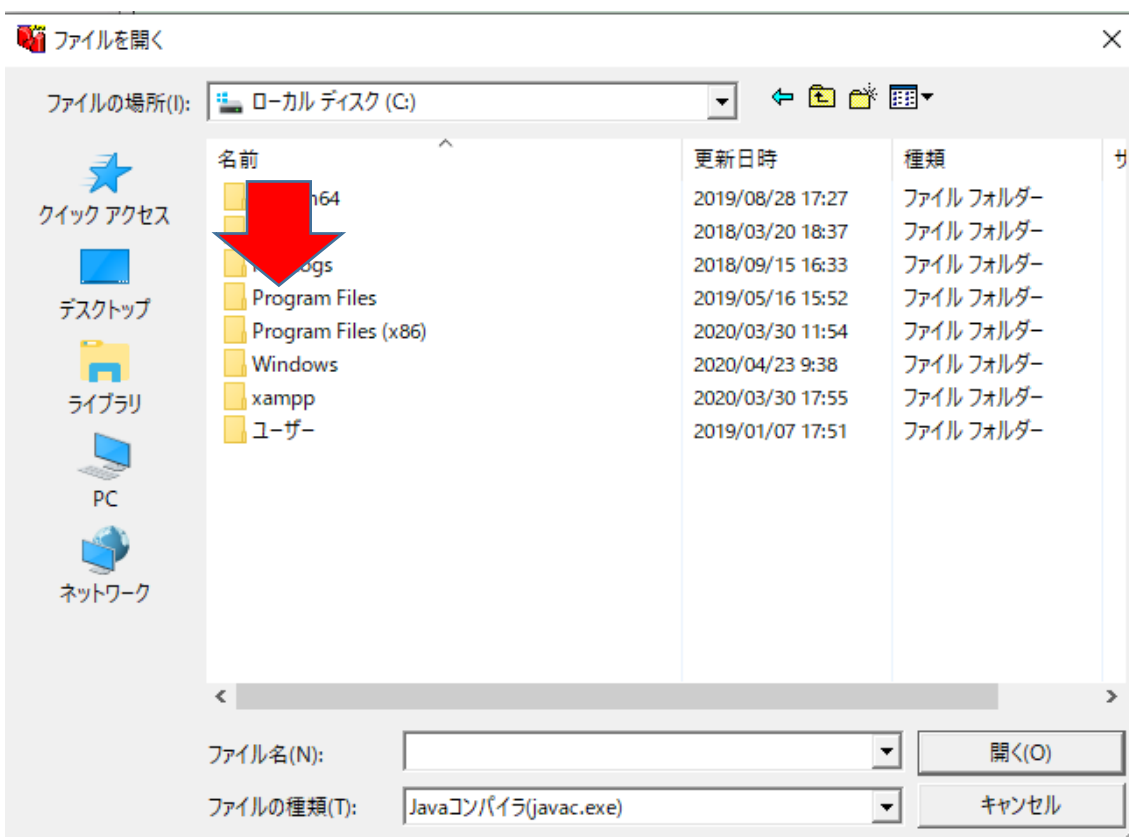 ファイルを開く
ファイルの場所(I): ローカル ディスク (C:)
名前 更新日時 種類
2019/08/28 17:27 ファイル フォルダー
2018/03/20 18:37 ファイル フォルダー
2018/09/15 16:33 ファイル フォルダー
Program Files 2019/05/16 15:52 ファイル フォルダー
Program Files (x86) 2020/03/30 11:54 ファイル フォルダー
Windows 2020/04/23 9:38 ファイル フォルダー
xampp 2020/03/30 17:55 ファイル フォルダー
ユーザー 2019/01/07 17:51 ファイル フォルダー
クイック アクセス
デスクトップ
ライブラリ
PC
ネットワーク
ファイル名(N): 開く(O)
ファイルの種類(T): Javaコンパイラ(javac.exe) キャンセル